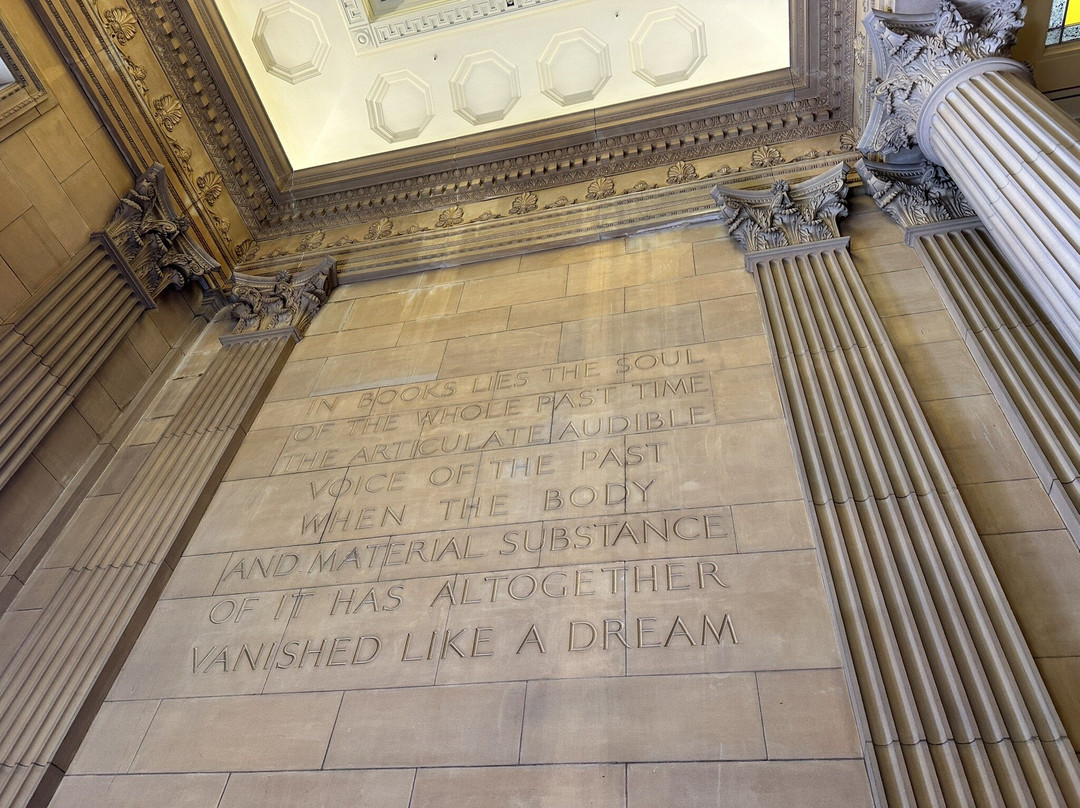 IN BOOKS LIES THE SOUL
OF THE WHOLE PAST TIME
THE ARTICULATE AUDIBLE
VOICE OF THE PAST
WHEN THE BODY
AND MATERIAL SUBSTANCE
OF IT HAS ALTOGETHER
VANISHED LIKE A DREAM